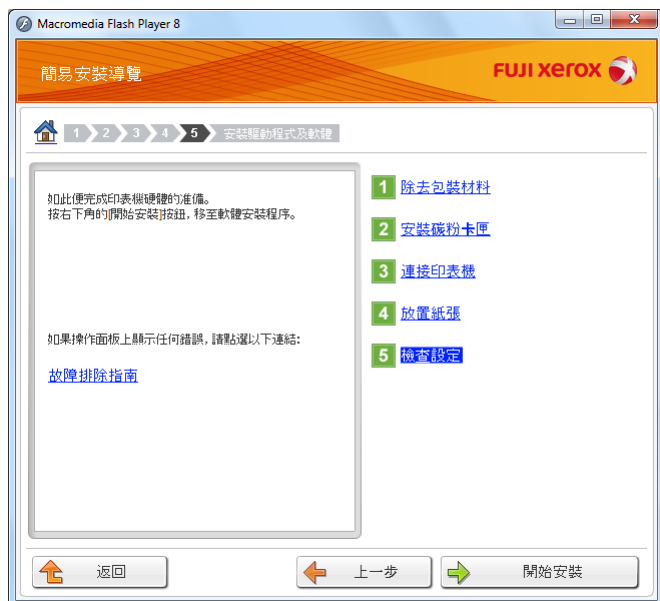 Macromedia Flash Player 8
簡易安裝導覽
FUJI xerox
1 2 3 4 5 安裝驅動程式及軟體
如此便完成印表機硬體的准備。
按右下角的[開始安裝]按鈕, 移至軟體安裝程序。
如果操作面板上顯示任何錯誤, 請點選以下連結:
故障排除指南
1 除去包裝材料
2 安裝碳粉卡匣
3 連接印表機
4 放置紙張
5 檢查設定
返回
上一步
開始安裝